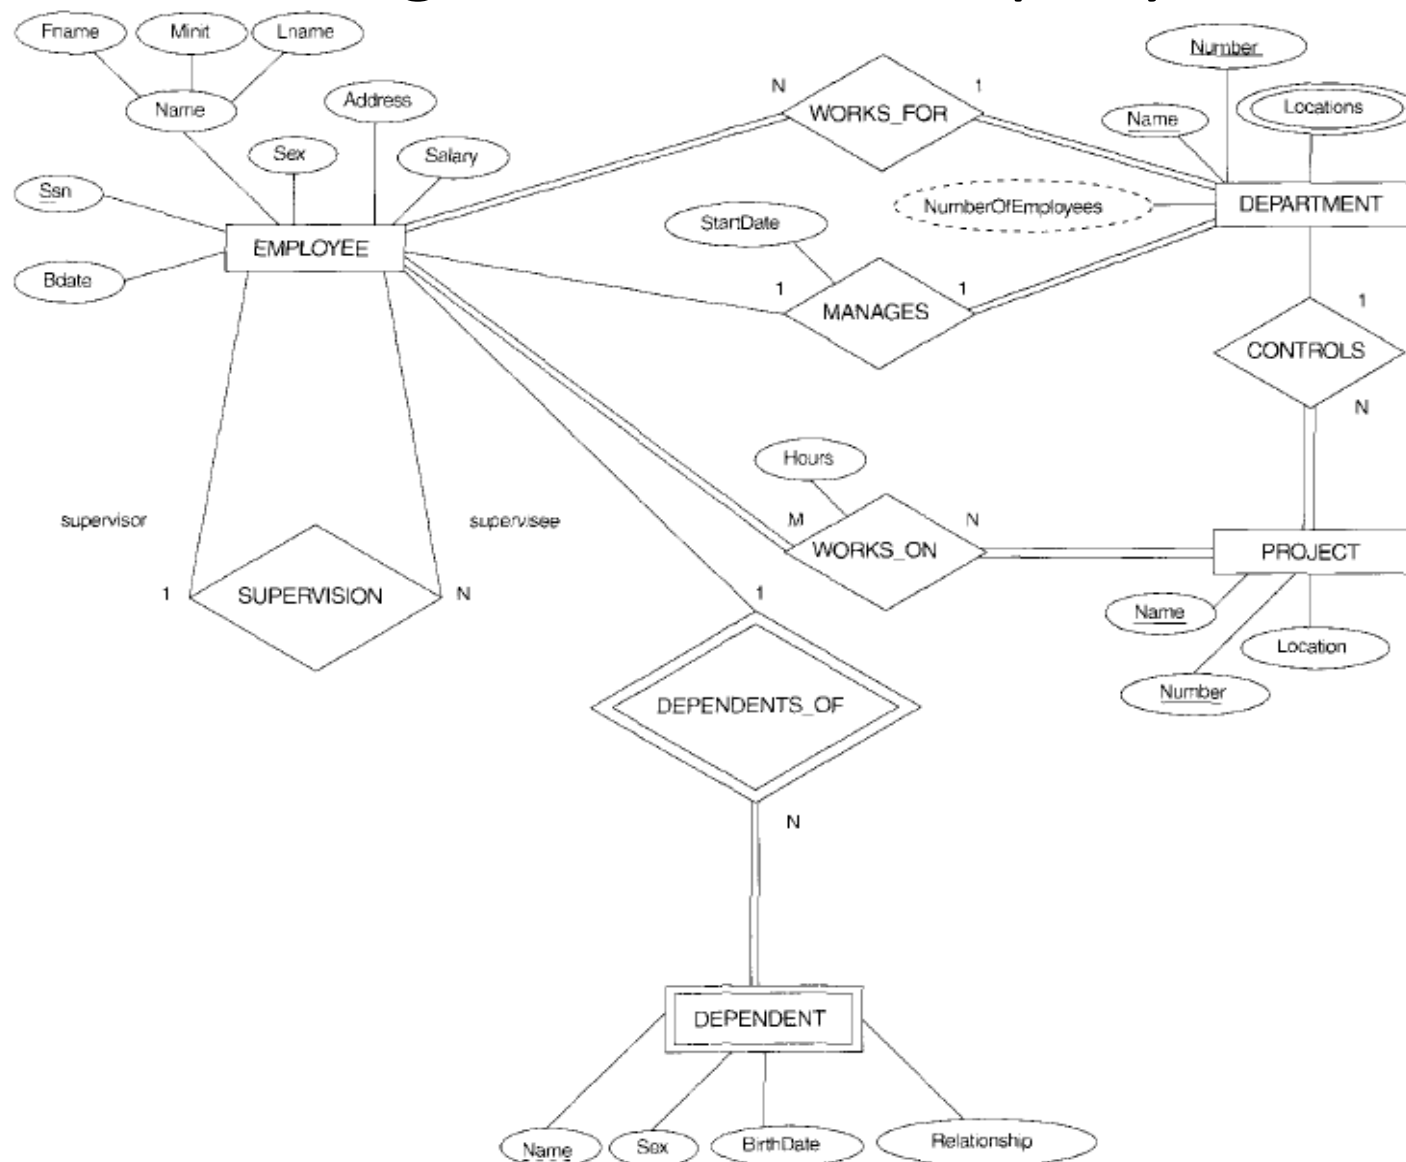 Fname
Minit
Lname
Number
Name
Address
Locations
N
WORKS_FOR
1
Name
Sex
Salary
Ssn
NumberOfEmployees
DEPARTMENT
StartDate
EMPLOYEE
Bdate
1
MANAGES
1
1
CONTROLS
N
Hours
supervisor
supervisee
M
WORKS_ON
N
PROJECT
1
SUPERVISION
N
1
Name
Location
Number
DEPENDENTS_OF
N
DEPENDENT
Name
Sex
BirthDate
Relationship